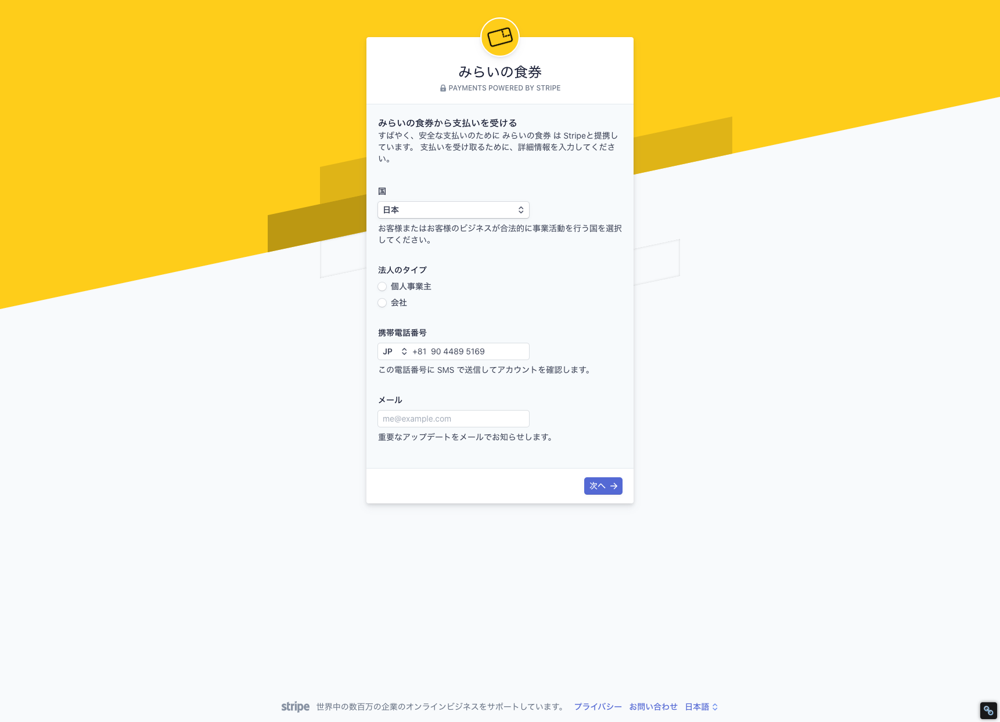 みらいの食券
PAYMENTS POWERED BY STRIPE
みらいの食券から支払いを受ける
すばやく、安全な支払いのために みらいの食券 は Stripeと提携し
ています。 支払いを受け取るために、詳細情報を入力してくださ
い。
国
日本
お客様またはお客様のビジネスが合法的に事業活動を行う国を選択
してください。
法人のタイプ
個人事業主
会社
携帯電話番号
JP +81 90 4489 5169
この電話番号に SMS で送信してアカウントを確認します。
メール
me@example.com
重要なアップデートをメールでお知らせします。
次へ →
stripe 世界中の数百万の企業のオンラインビジネスをサポートしています。 プライバシー お問い合わせ 日本語